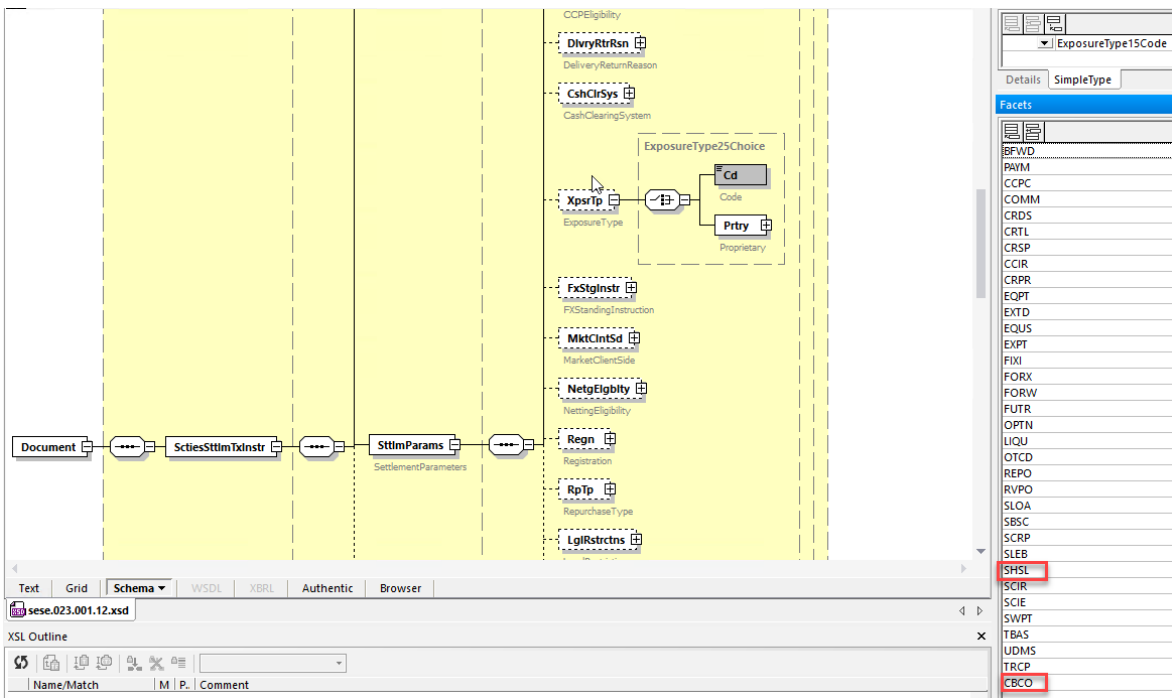 CCPEligibility
DlvryRtrRsn
DeliveryReturnReason
CshClrSys
CashClearingSystem
ExposureType25Choice
Cd
Code
XpsrTp
ExposureType
Prtry
Proprietary
FxStgInstr
FXStandingInstruction
MktClntSd
MarketClientSide
NetgElgblty
NettingEligibility
Document
SctiesSttlmTxInstr
SttlmParams
SettlementParameters
Regn
Registration
RpTp
RepurchaseType
LglRstrctns
Text Grid Schema WSDL XBRL Authentic Browser
sese.023.001.12.xsd
XSL Outline
Name/Match M P.. Comment
ExposureType15Code
Details SimpleType
Facets
BFWD
PAYM
CCPC
COMM
CRDS
CRTL
CRSP
CCIR
CRPR
EQPT
EXTD
EQUS
EXPT
FIXI
FORX
FORW
FUTR
OPTN
LIQU
OTCD
REPO
RVPO
SLOA
SBSC
SCRP
SLEB
SHSL
SCIR
SCIE
SWPT
TBAS
UDMS
TRCP
CBCO